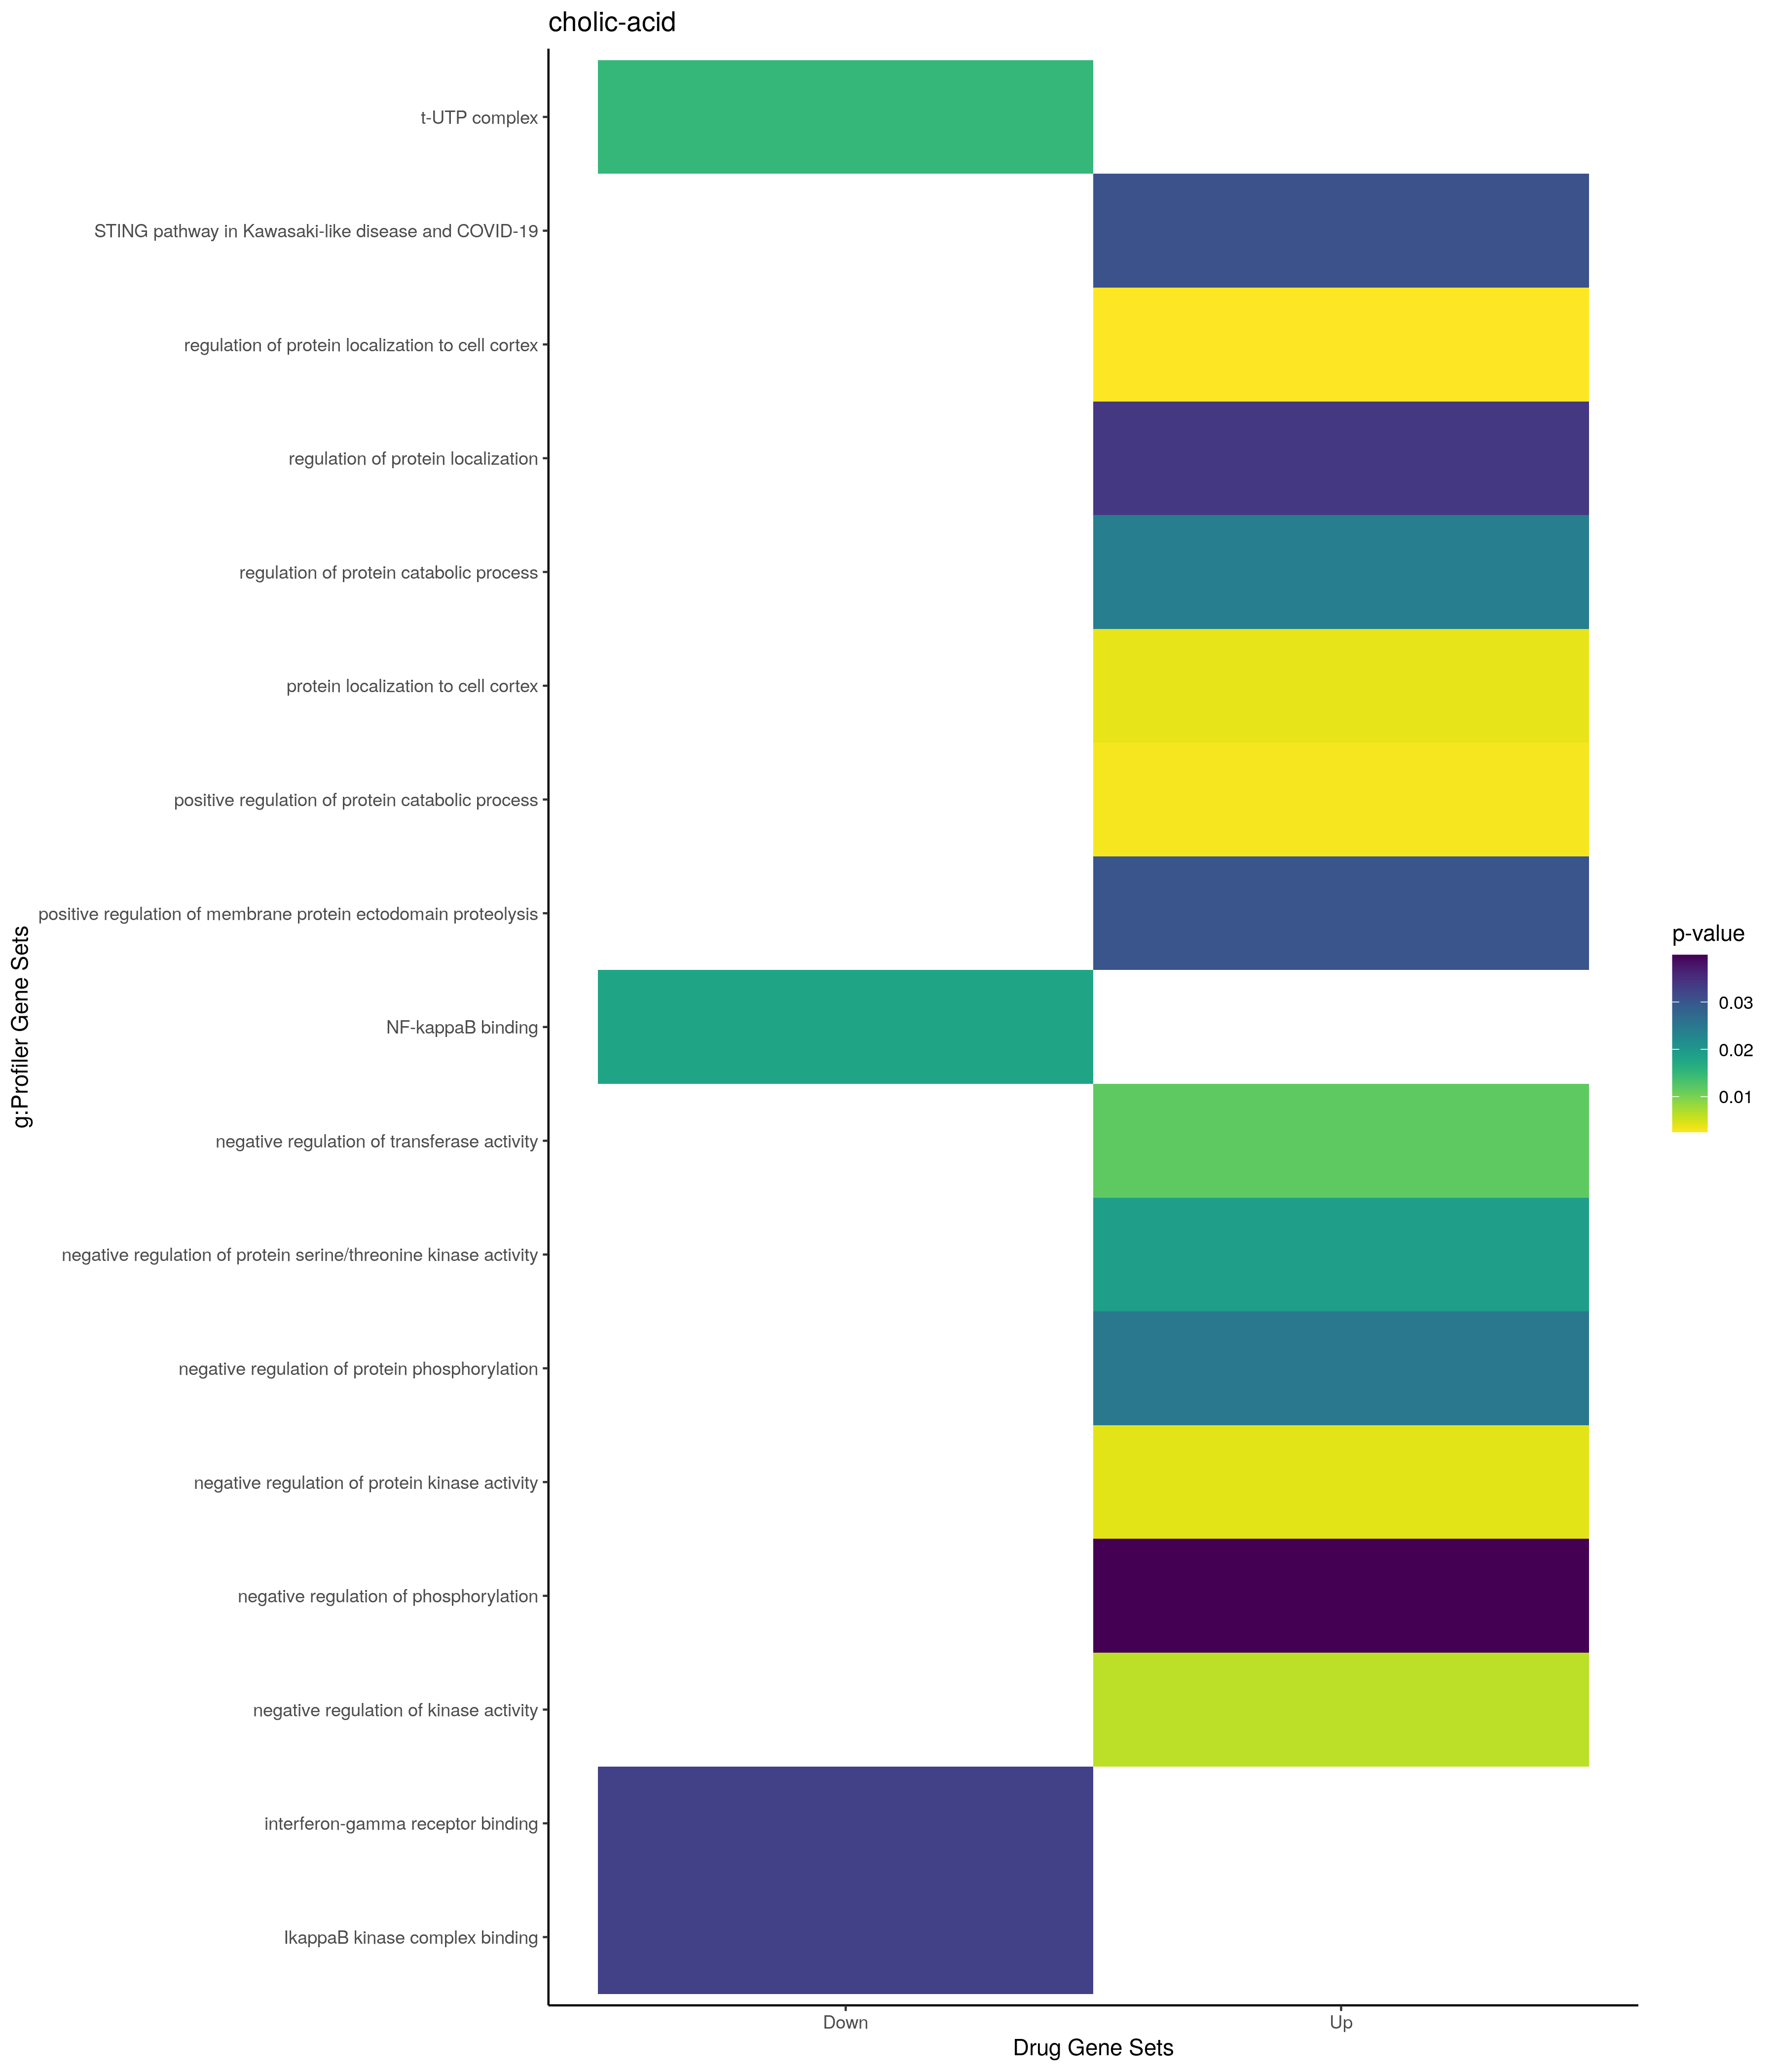 cholic-acid
t-UTP complex
STING pathway in Kawasaki-like disease and COVID-19
regulation of protein localization to cell cortex
regulation of protein localization
regulation of protein catabolic process
protein localization to cell cortex
positive regulation of protein catabolic process
positive regulation of membrane protein ectodomain proteolysis
NF-kappaB binding
negative regulation of transferase activity
negative regulation of protein serine/threonine kinase activity
negative regulation of protein phosphorylation
negative regulation of protein kinase activity
negative regulation of phosphorylation
negative regulation of kinase activity
interferon-gamma receptor binding
IkappaB kinase complex binding
g:Profiler Gene Sets
Down
Up
Drug Gene Sets
p-value
0.03
0.02
0.01